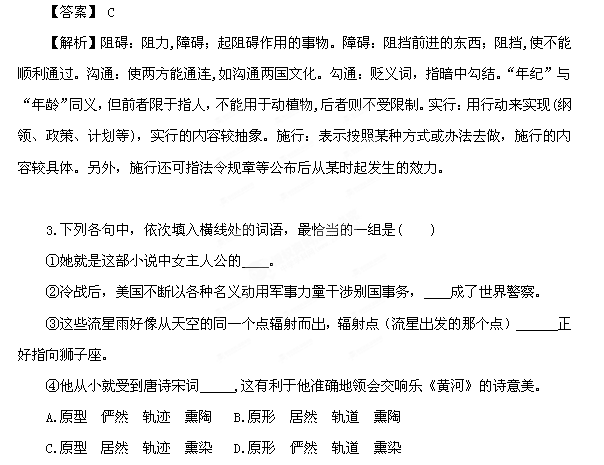 【答案】 C
【解析】阻碍：阻力,障碍；起阻碍作用的事物。障碍：阻挡前进的东西；阻挡,使不能
顺利通过。沟通：使两方能通连,如沟通两国文化。勾通：贬义词，指暗中勾结。“年纪”与
“年龄”同义，但前者限于指人，不能用于动植物,后者则不受限制。实行：用行动来实现(纲
领、政策、计划等)，实行的内容较抽象。施行：表示按照某种方式或办法去做，施行的内
容较具体。另外，施行还可指法令规章等公布后从某时起发生的效力。
3.下列各句中，依次填入横线处的词语，最恰当的一组是( )
①她就是这部小说中女主人公的____。
②冷战后，美国不断以各种名义动用军事力量干涉别国事务，____成了世界警察。
③这些流星雨好像从天空的同一个点辐射而出，辐射点（流星出发的那个点）______正
好指向狮子座。
④他从小就受到唐诗宋词_____,这有利于他准确地领会交响乐《黄河》的诗意美。
A.原型 俨然 轨迹 熏陶 B.原形 居然 轨道 熏陶
C.原型 居然 轨迹 熏染 D.原形 俨然 轨道 熏染